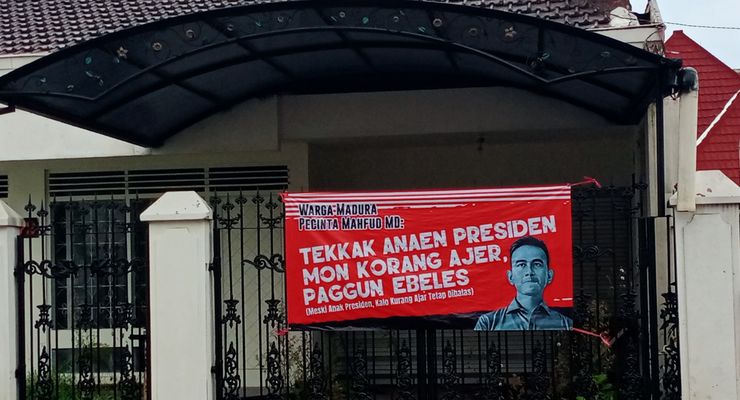 Warga Madura
Pecinta Mahfud MD:
TEKKAK ANAEN PRESIDEN
MON KORANG AJER,
PAGGUN EBELES
(Meski Anak Presiden, Kalo Kurang Ajar Tetap Dibalas)